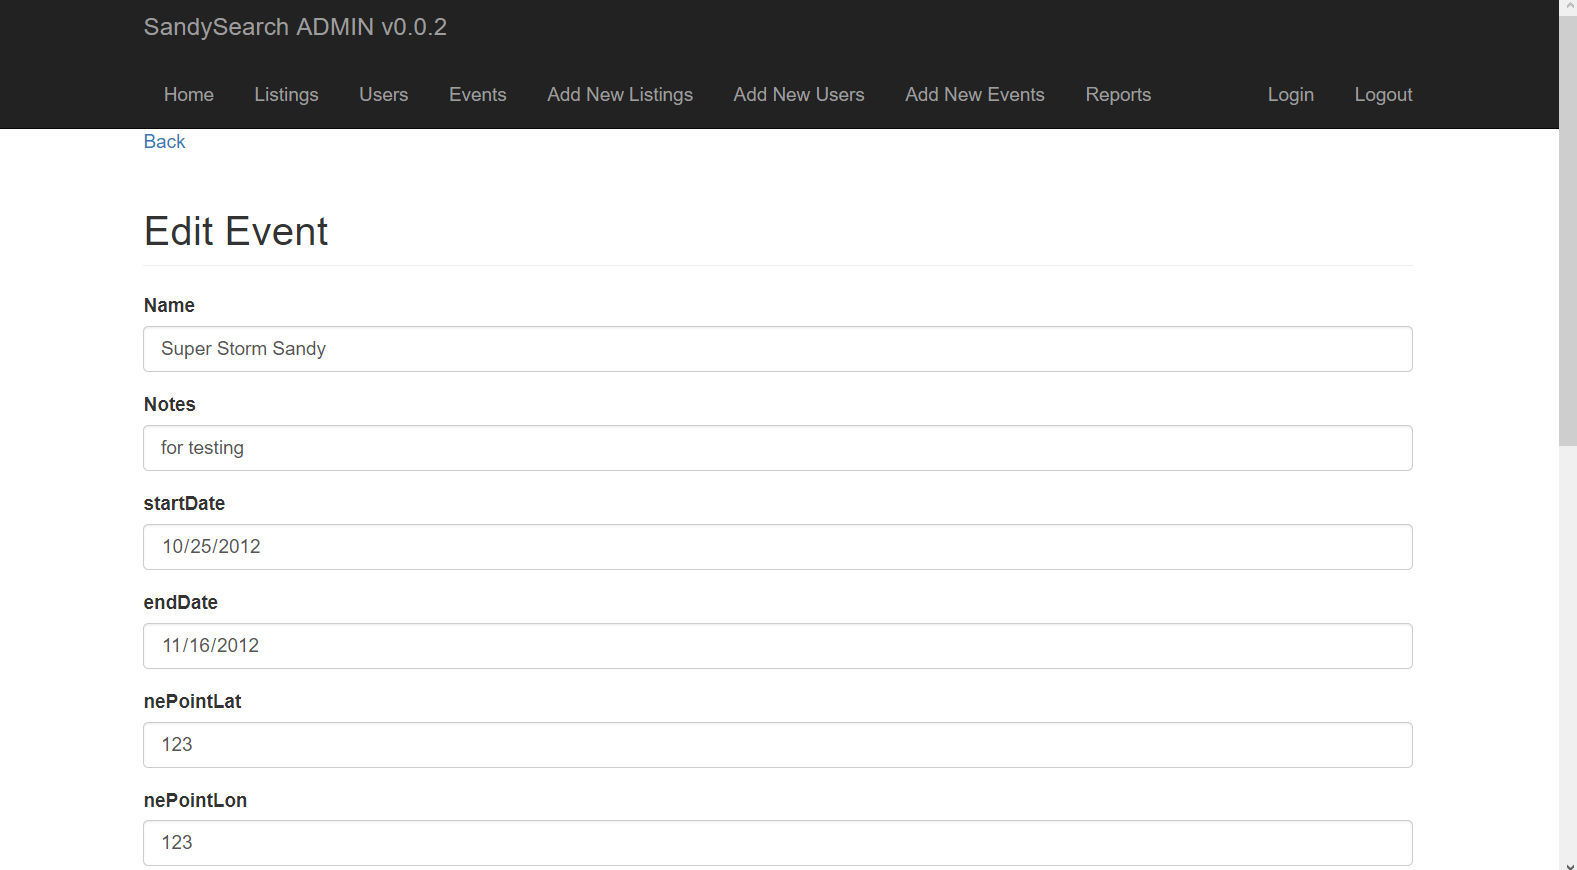 SandySearch ADMIN v0.0.2
Home Listings Users Events Add New Listings Add New Users Add New Events Reports Login Logout
Back
Edit Event
Name
Super Storm Sandy
Notes
for testing
startDate
10/25/2012
endDate
11/16/2012
nePointLat
123
nePointLon
123